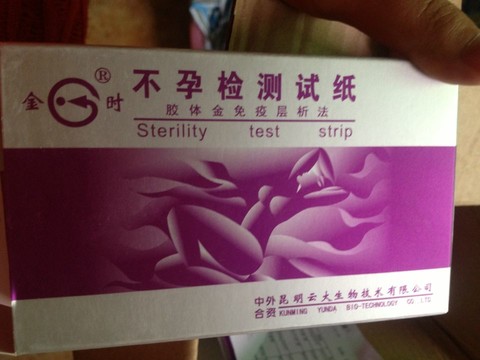 金时® 不孕检测试纸
胶体金免疫层析法
Sterility test strip
中外合资 昆明云大生物技术有限公司
KUNMING YUNDA BIO-TECHNOLOGY CO LTD